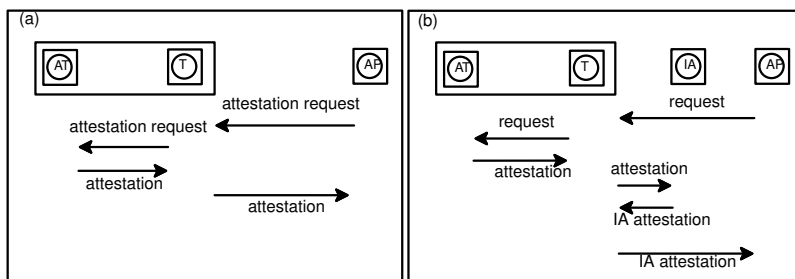 (a)
AT
T
AP
attestation request
attestation request
attestation
attestation
(b)
AT
T
IA
AP
request
request
attestation
attestation
IA attestation
IA attestation